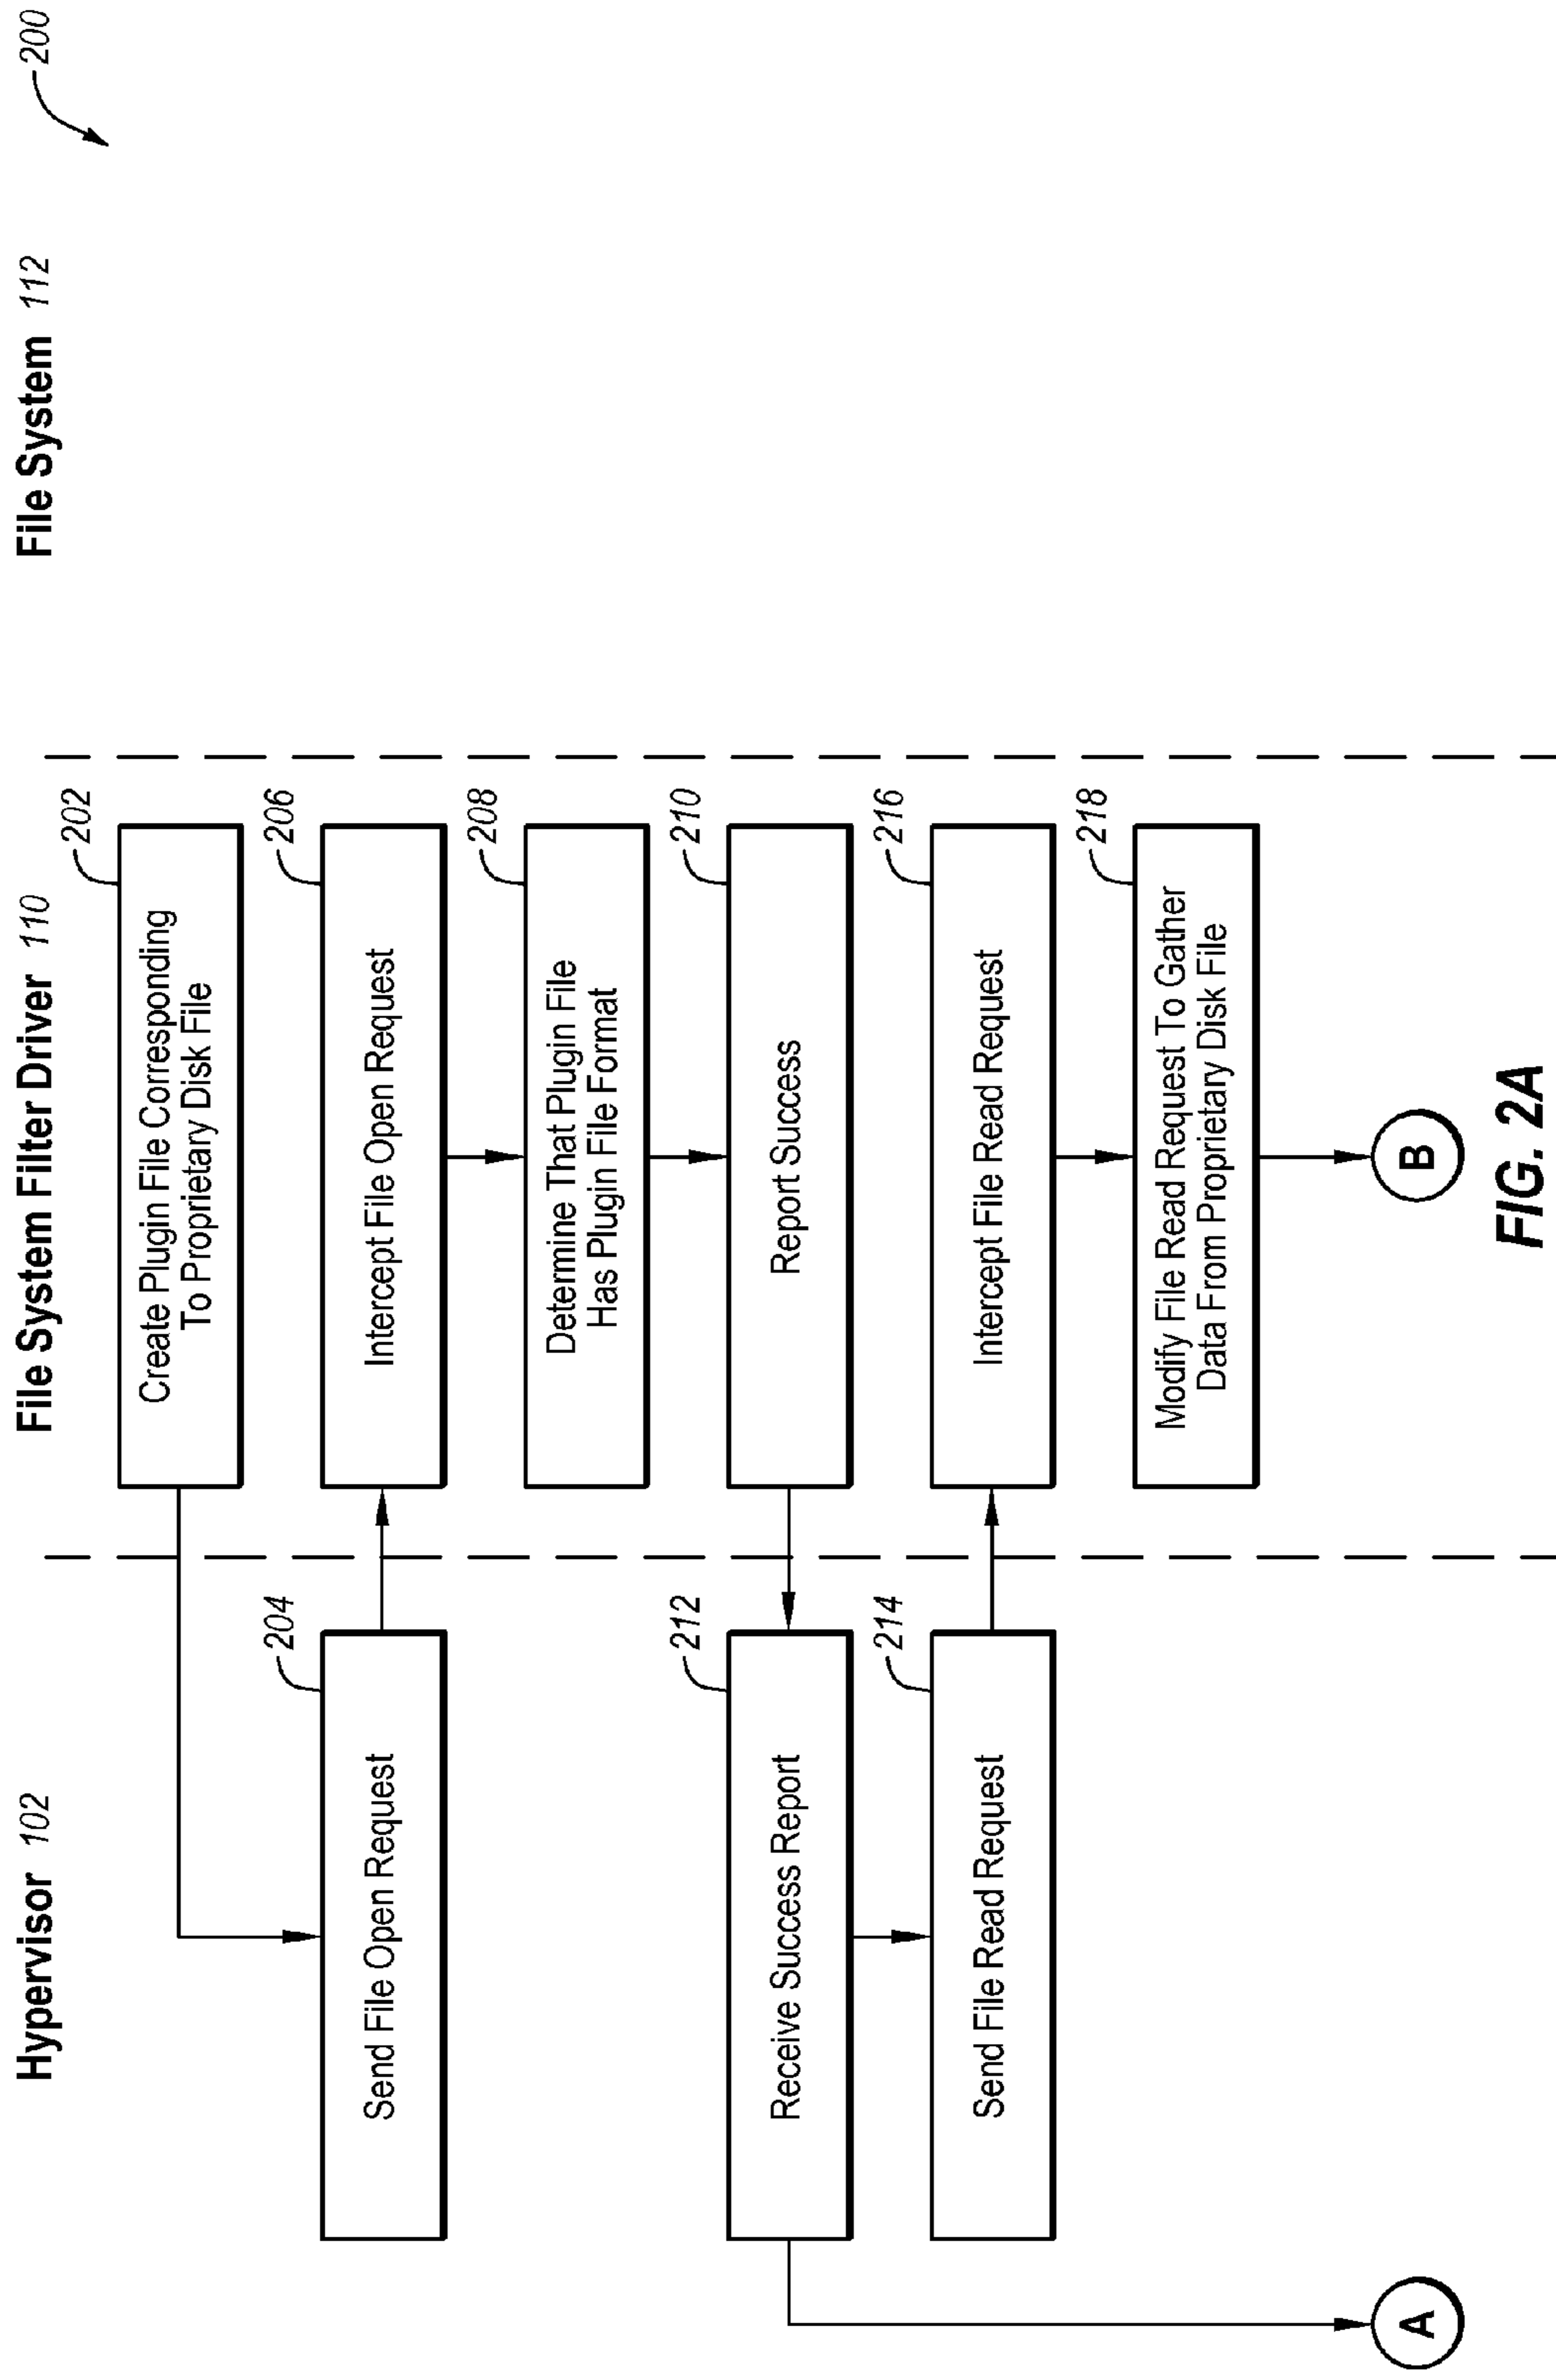 200
Hypervisor 102
File System Filter Driver 110
File System 112
202
Create Plugin File Corresponding
To Proprietary Disk File
204
Send File Open Request
206
Intercept File Open Request
208
Determine That Plugin File
Has Plugin File Format
210
Report Success
212
Receive Success Report
214
Send File Read Request
216
Intercept File Read Request
218
Modify File Read Request To Gather
Data From Proprietary Disk File
A
B
FIG. 2A